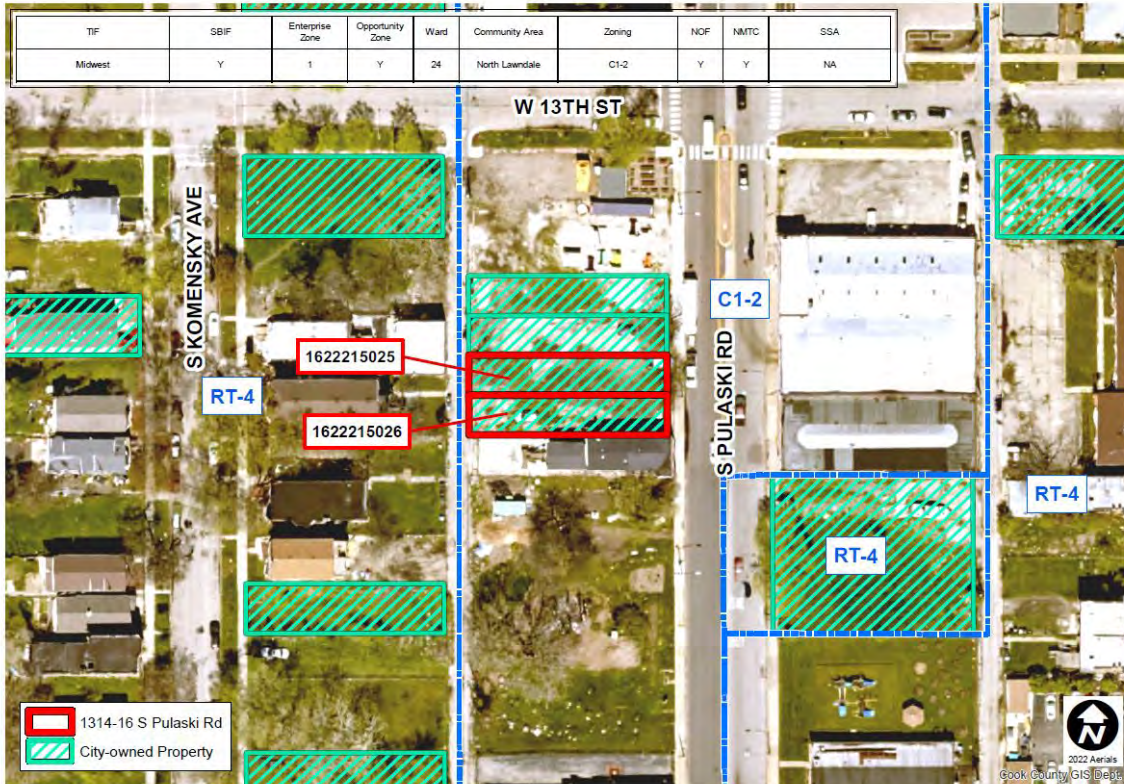 TIF SBIF Enterprise Zone Opportunity Zone Ward Community Area Zoning NOF NMTC SSA
Midwest Y 1 Y 24 North Lawndale C1-2 Y Y NA
W 13TH ST
S KOMENSKY AVE
C1-2
S PULASKI RD
1622215025
RT-4
1622215026
RT-4
RT-4
1314-16 S Pulaski Rd
City-owned Property
N
2022 Aerials
Cook County GIS Dept.